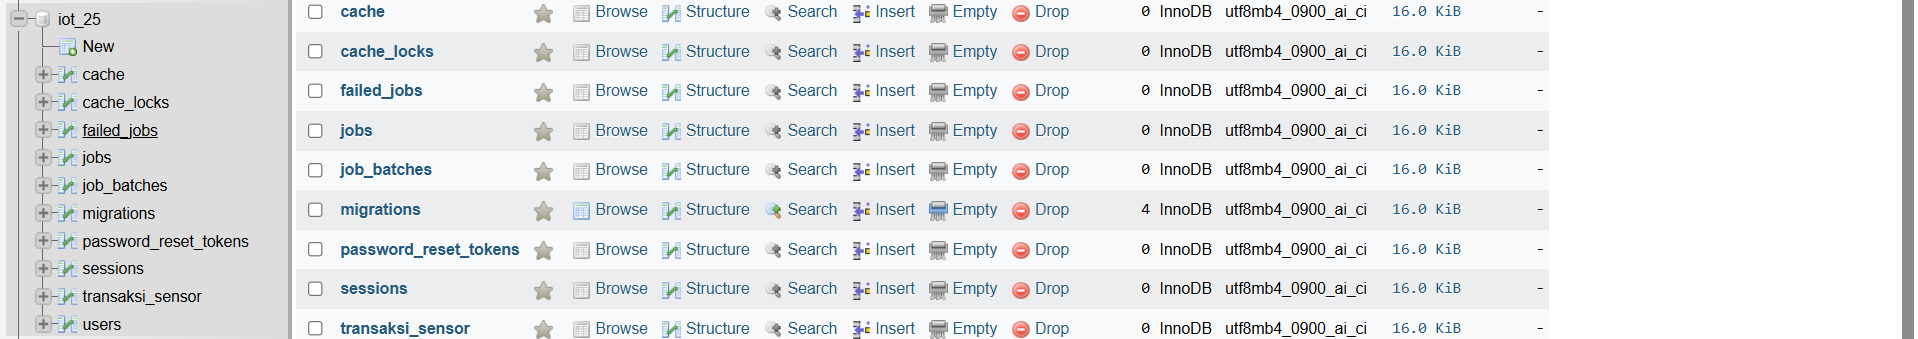 iot_25
New
cache
cache_locks
failed_jobs
jobs
job_batches
migrations
password_reset_tokens
sessions
transaksi_sensor
users
cache Browse Structure Search Insert Empty Drop 0 InnoDB utf8mb4_0900_ai_ci 16.0 KiB -
cache_locks Browse Structure Search Insert Empty Drop 0 InnoDB utf8mb4_0900_ai_ci 16.0 KiB -
failed_jobs Browse Structure Search Insert Empty Drop 0 InnoDB utf8mb4_0900_ai_ci 16.0 KiB -
jobs Browse Structure Search Insert Empty Drop 0 InnoDB utf8mb4_0900_ai_ci 16.0 KiB -
job_batches Browse Structure Search Insert Empty Drop 0 InnoDB utf8mb4_0900_ai_ci 16.0 KiB -
migrations Browse Structure Search Insert Empty Drop 4 InnoDB utf8mb4_0900_ai_ci 16.0 KiB -
password_reset_tokens Browse Structure Search Insert Empty Drop 0 InnoDB utf8mb4_0900_ai_ci 16.0 KiB -
sessions Browse Structure Search Insert Empty Drop 0 InnoDB utf8mb4_0900_ai_ci 16.0 KiB -
transaksi_sensor Browse Structure Search Insert Empty Drop 0 InnoDB utf8mb4_0900_ai_ci 16.0 KiB -